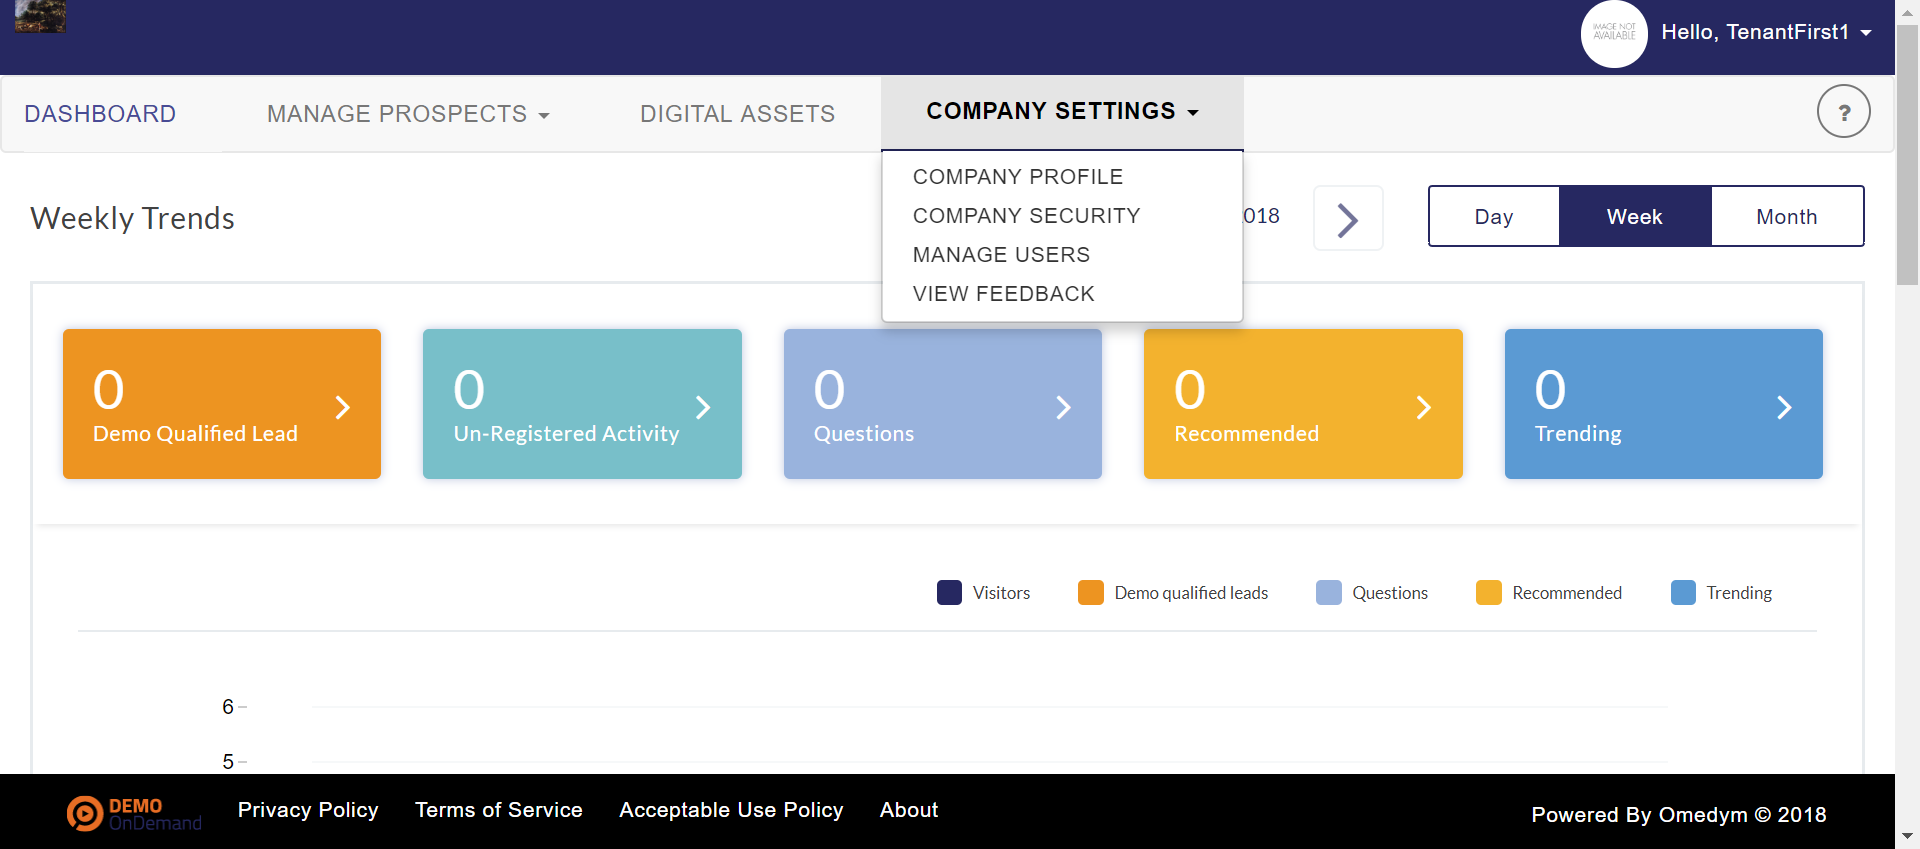 IMAGE NOT
AVAILABLE
Hello, TenantFirst1
DASHBOARD
MANAGE PROSPECTS
DIGITAL ASSETS
COMPANY SETTINGS
?
COMPANY PROFILE
COMPANY SECURITY
MANAGE USERS
VIEW FEEDBACK
Weekly Trends
2018
Day
Week
Month
0
Demo Qualified Lead
0
Un-Registered Activity
0
Questions
0
Recommended
0
Trending
Visitors
Demo qualified leads
Questions
Recommended
Trending
6
5
DEMO
OnDemand
Privacy Policy
Terms of Service
Acceptable Use Policy
About
Powered By Omedym © 2018